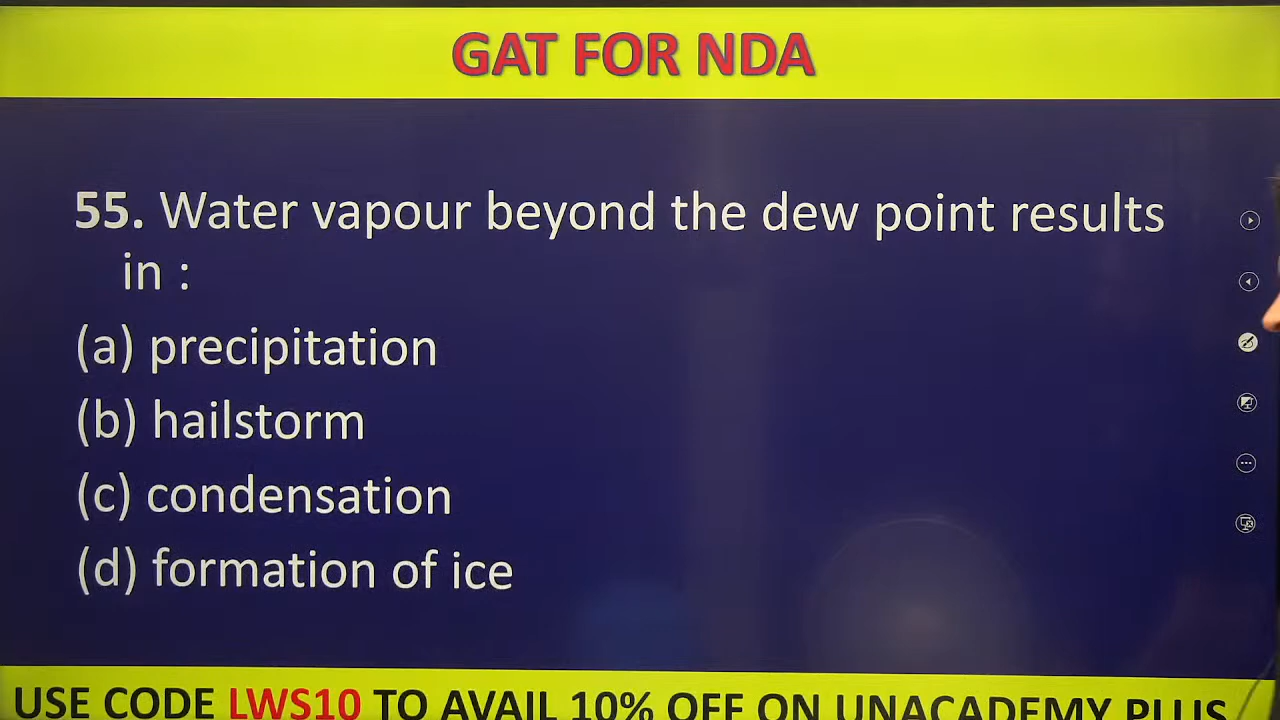 GAT FOR NDA
55. Water vapour beyond the dew point results
in :
(a) precipitation
(b) hailstorm
(c) condensation
(d) formation of ice
USE CODE LWS10 TO AVAIL 10% OFF ON UNACADEMY PLUS